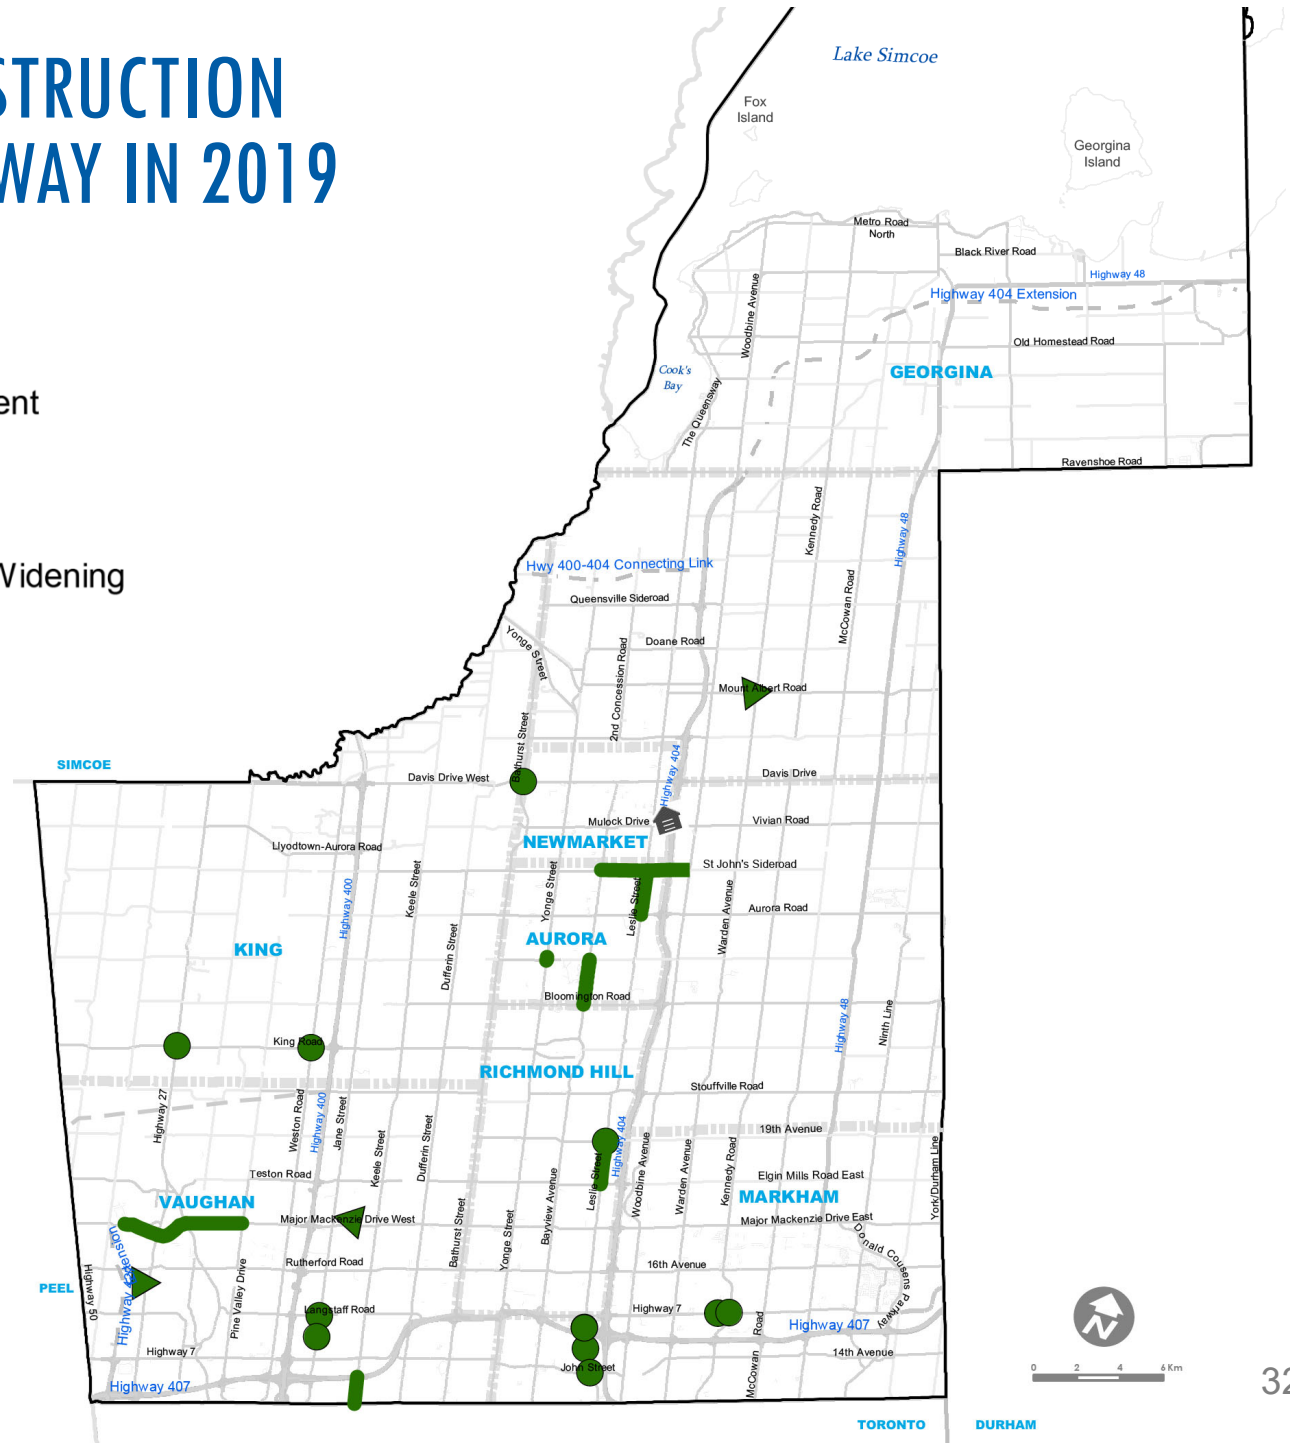 STRUCTION
WAY IN 2019
ent
Widening
Lake Simcoe
Fox
Island
Georgina
Island
Metro Road
North
Black River Road
Highway 48
Highway 404 Extension
Woodbine Avenue
Old Homestead Road
Cook's
Bay
GEORGINA
The Queensway
Ravenshoe Road
Kennedy Road
Highway 48
Hwy 400-404 Connecting Link
Queensville Sideroad
McCowan Road
Yonge Street
Doane Road
2nd Concession Road
Mount Albert Road
Bathurst Street
Highway 404
SIMCOE
Davis Drive West
Davis Drive
Mulock Drive
Vivian Road
NEWMARKET
Llyodtown-Aurora Road
St John's Sideroad
Keele Street
Yonge Street
Highway 400
Leslie Street
Warden Avenue
Aurora Road
AURORA
KING
Dufferin Street
Bloomington Road
Highway 48
Ninth Line
King Road
RICHMOND HILL
Stouffville Road
Highway 27
Weston Road
Highway 400
Jane Street
Keele Street
Dufferin Street
19th Avenue
Highway 404
Leslie Street
Woodbine Avenue
Warden Avenue
Kennedy Road
York/Durham Line
Teston Road
Elgin Mills Road East
VAUGHAN
MARKHAM
Bathurst Street
Yonge Street
Bayview Avenue
Major Mackenzie Drive West
Major Mackenzie Drive East
Donald Cousens Parkway
Rutherford Road
16th Avenue
PEEL
Highway 50
Highway 427 Extension
Pine Valley Drive
Langstaff Road
Highway 7
McCowan Road
Highway 407
N
Highway 7
John Street
14th Avenue
Highway 407
0 2 4 6 Km
32
TORONTO
DURHAM